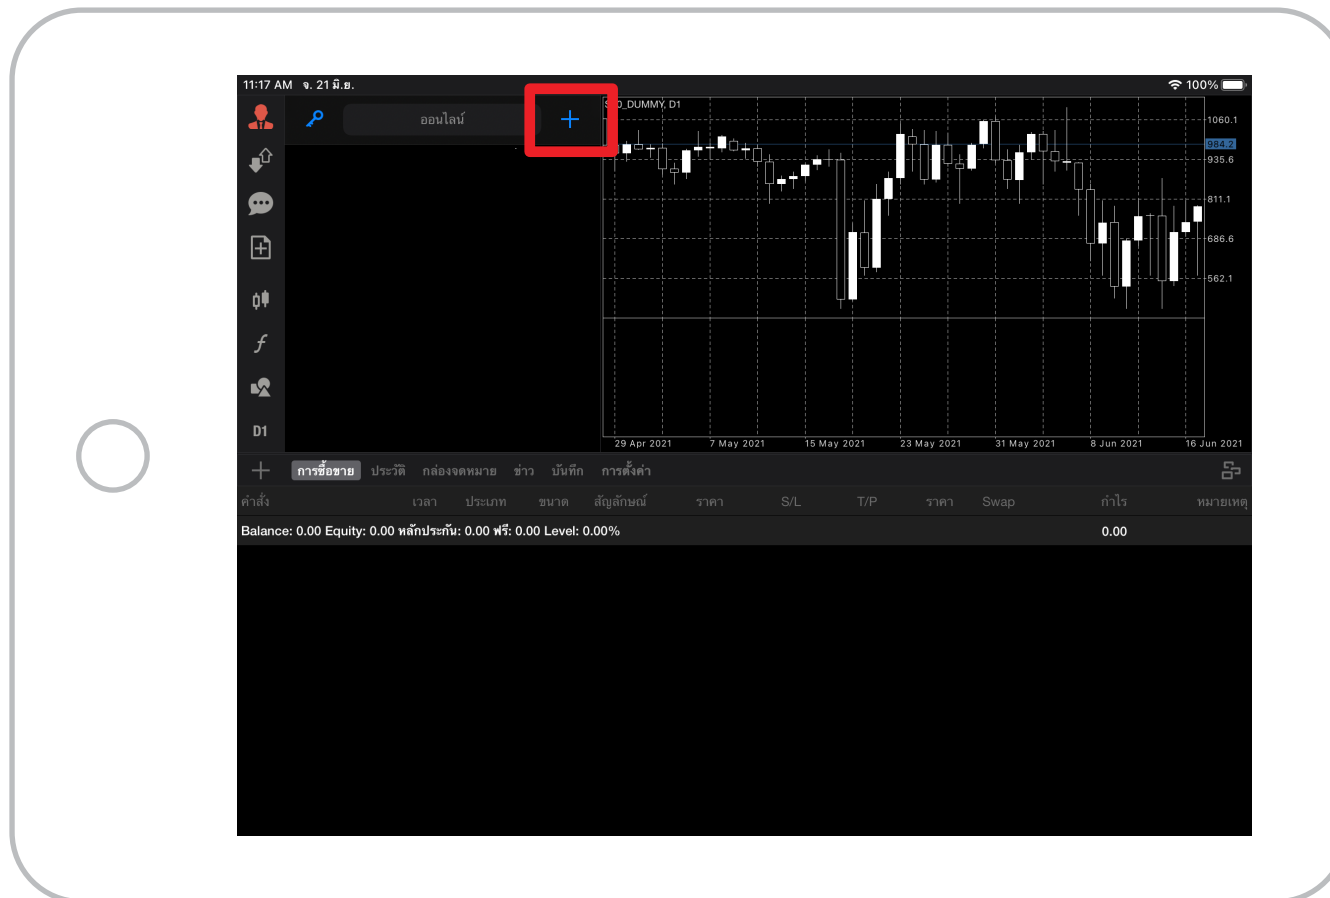 11:17 AM จ. 21 มิ.ย.
100%
ออนไลน์
DUMMY, D1
1060.1
984.2
935.6
811.1
686.6
562.1
D1
29 Apr 2021 7 May 2021 15 May 2021 23 May 2021 31 May 2021 8 Jun 2021 16 Jun 2021
การซื้อขาย ประวัติ กล่องจดหมาย ข่าว บันทึก การตั้งค่า
คำสั่ง เวลา ประเภท ขนาด สัญลักษณ์ ราคา S/L T/P ราคา Swap กำไร หมายเหตุ
Balance: 0.00 Equity: 0.00 หลักประกัน: 0.00 ฟรี: 0.00 Level: 0.00% 0.00